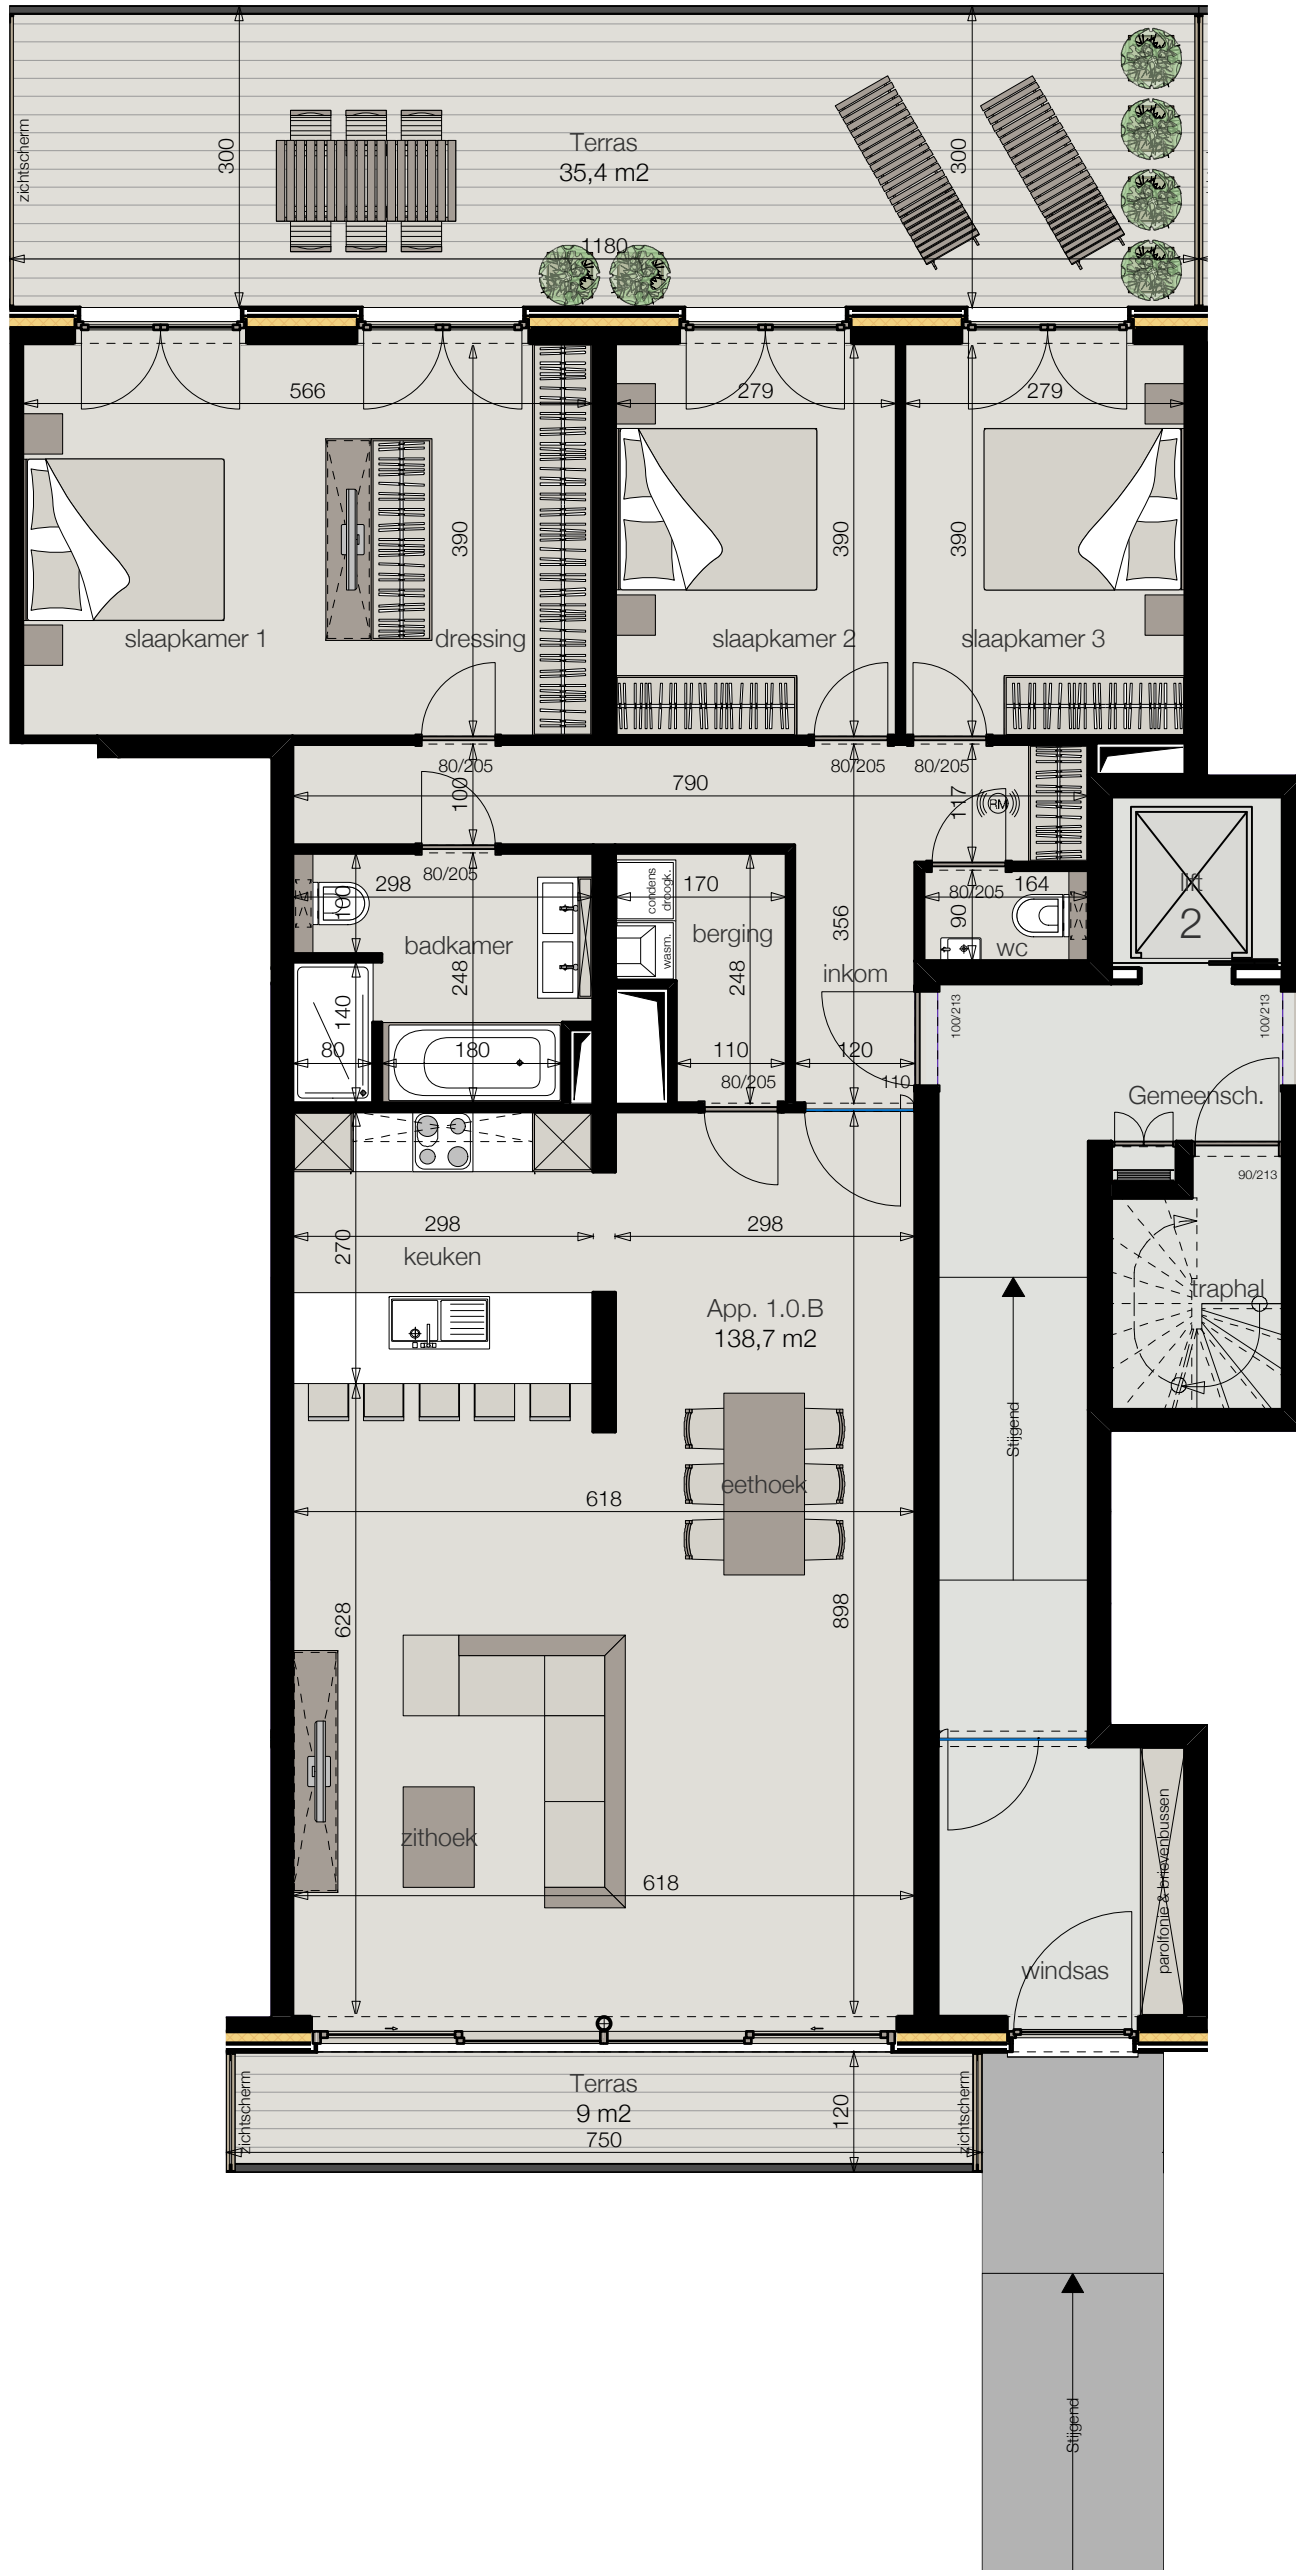 zichtscherm
300
Terras
35,4 m2
300
1180
566
279
279
390
390
390
slaapkamer 1
dressing
slaapkamer 2
slaapkamer 3
80/205
80/205
80/205
100
790
117
RM
80/205
298
100
badkamer
248
140
80
180
condens
droogk.
wasm.
170
berging
248
110
80/205
356
inkom
120
110
80/205
164
90
wc
lift
2
100/213
100/213
Gemeensch.
90/213
traphal
298
298
270
keuken
App. 1.0.B
138,7 m2
Stijgend
eethoek
618
628
898
zithoek
618
parlofonie & brievenbussen
windsas
zichtscherm
Terras
9 m2
750
120
zichtscherm
Stijgend